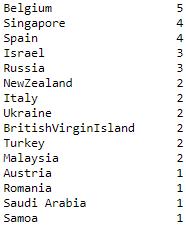 Belgium 5
Singapore 4
Spain 4
Israel 3
Russia 3
NewZealand 2
Italy 2
Ukraine 2
BritishVirginIsland 2
Turkey 2
Malaysia 2
Austria 1
Romania 1
Saudi Arabia 1
Samoa 1